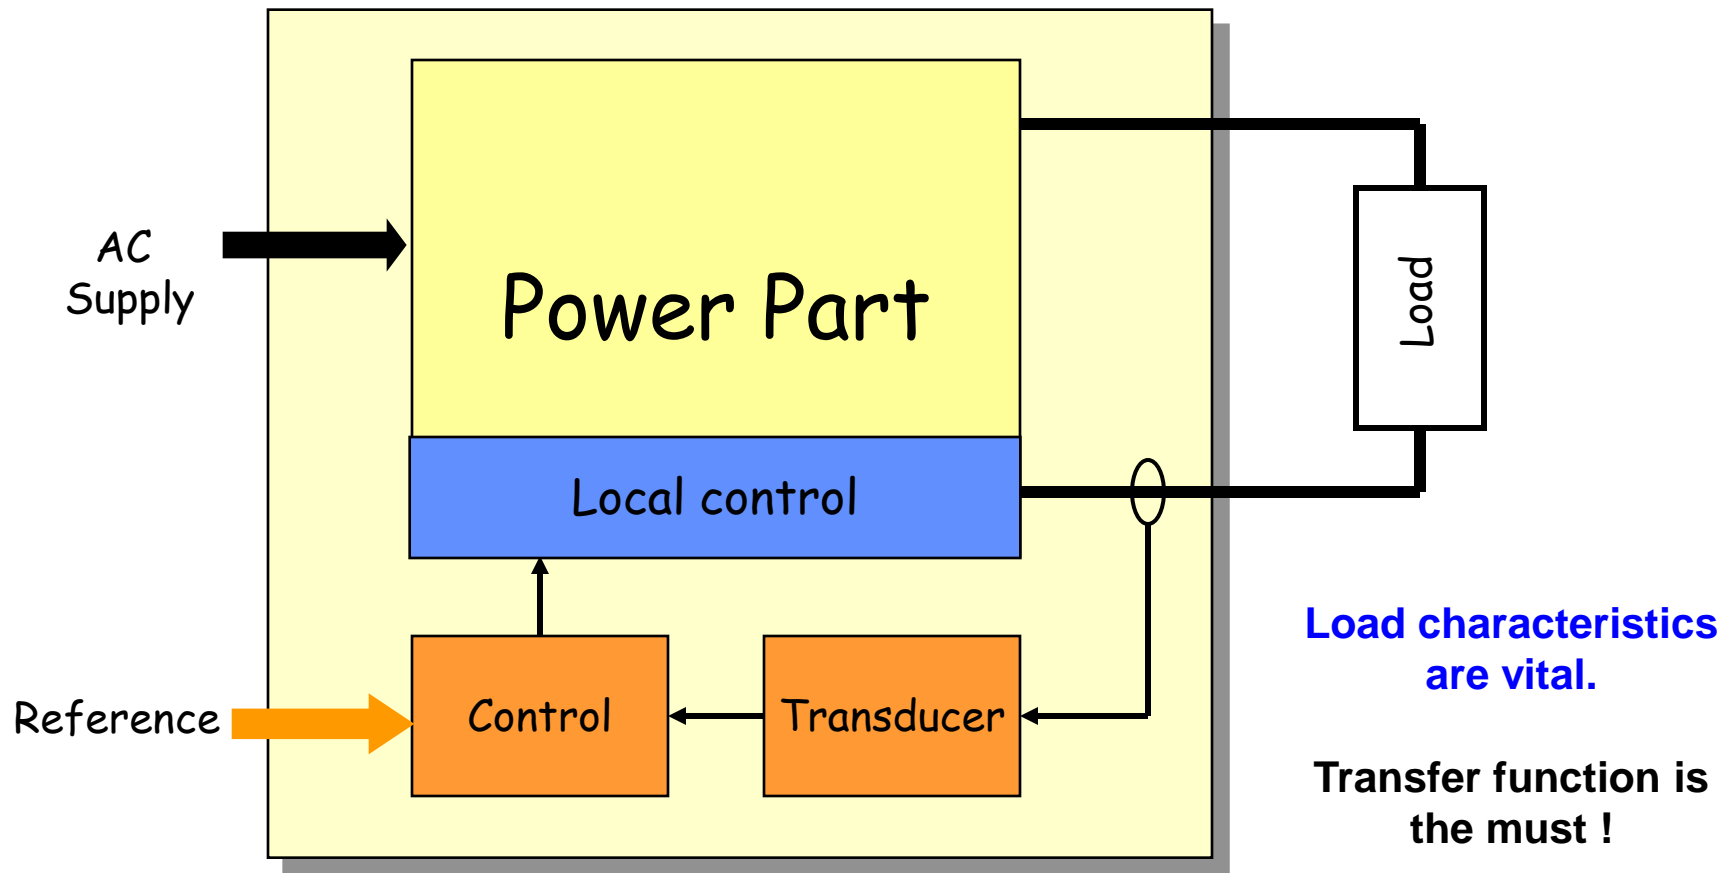 AC
Supply
Power Part
Load
Local control
Reference
Control
Transducer
Load characteristics
are vital.
Transfer function is
the must !